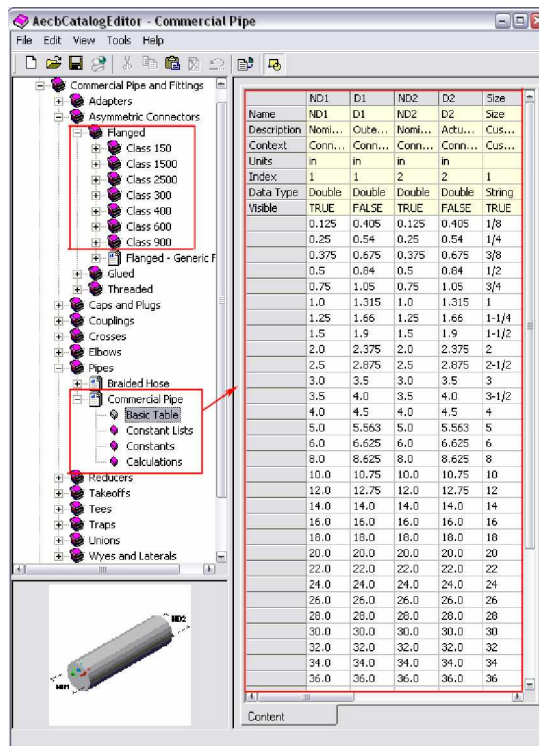 AecbCatalogEditor - Commercial Pipe
File Edit View Tools Help
Commercial Pipe and Fittings
Adapters
Asymmetric Connectors
Flanged
Class 150
Class 1500
Class 2500
Class 300
Class 400
Class 600
Class 900
Flanged - Generic F
Glued
Threaded
Caps and Plugs
Couplings
Crosses
Elbows
Pipes
Braided Hose
Commercial Pipe
Basic Table
Constant Lists
Constants
Calculations
Reducers
Takeoffs
Tees
Traps
Unions
Wyes and Laterals
ND2
ND1
ND1 D1 ND2 D2 Size
Name ND1 D1 ND2 D2 Size
Description Nomi... Oute... Nomi... Actu... Cus...
Context Conn... Conn... Conn... Conn... Cus...
Units in in in in
Index 1 1 2 2 1
Data Type Double Double Double Double String
Visible TRUE FALSE TRUE FALSE TRUE
0.125 0.405 0.125 0.405 1/8
0.25 0.54 0.25 0.54 1/4
0.375 0.675 0.375 0.675 3/8
0.5 0.84 0.5 0.84 1/2
0.75 1.05 0.75 1.05 3/4
1.0 1.315 1.0 1.315 1
1.25 1.66 1.25 1.66 1-1/4
1.5 1.9 1.5 1.9 1-1/2
2.0 2.375 2.0 2.375 2
2.5 2.875 2.5 2.875 2-1/2
3.0 3.5 3.0 3.5 3
3.5 4.0 3.5 4.0 3-1/2
4.0 4.5 4.0 4.5 4
5.0 5.563 5.0 5.563 5
6.0 6.625 6.0 6.625 6
8.0 8.625 8.0 8.625 8
10.0 10.75 10.0 10.75 10
12.0 12.75 12.0 12.75 12
14.0 14.0 14.0 14.0 14
16.0 16.0 16.0 16.0 16
18.0 18.0 18.0 18.0 18
20.0 20.0 20.0 20.0 20
22.0 22.0 22.0 22.0 22
24.0 24.0 24.0 24.0 24
26.0 26.0 26.0 26.0 26
28.0 28.0 28.0 28.0 28
30.0 30.0 30.0 30.0 30
32.0 32.0 32.0 32.0 32
34.0 34.0 34.0 34.0 34
36.0 36.0 36.0 36.0 36
Content